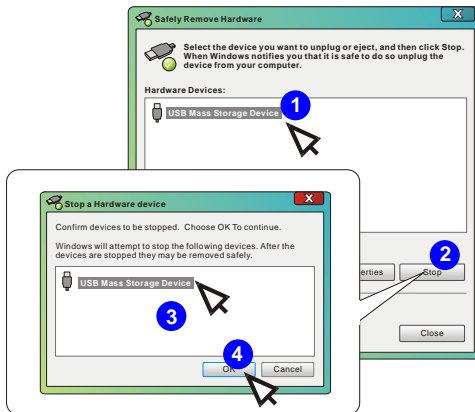 Safely Remove Hardware
X
Select the device you want to unplug or eject, and then click Stop.
When Windows notifies you that it is safe to do so unplug the
device from your computer.
Hardware Devices:
1
USB Mass Storage Device
2
erties
Stop
Close
Stop a Hardware device
X
Confirm devices to be stopped. Choose OK To continue.
Windows will attempt to stop the following devices. After the
devices are stopped they may be removed safely.
USB Mass Storage Device
3
4
OK
Cancel